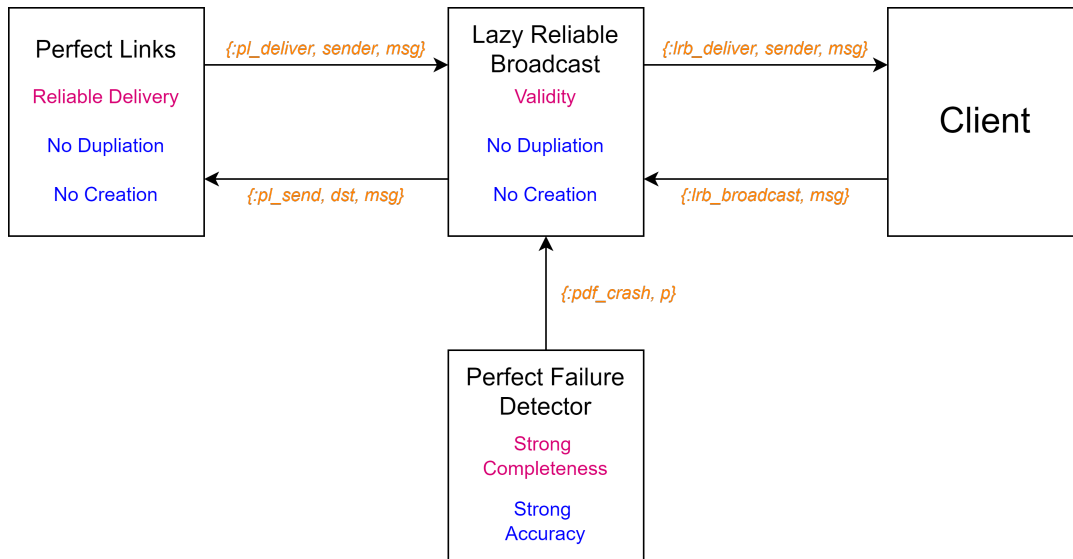 Perfect Links
Reliable Delivery
No Dupliation
No Creation
{:pl_deliver, sender, msg}
{:pl_send, dst, msg}
Lazy Reliable
Broadcast
Validity
No Dupliation
No Creation
{:lrb_deliver, sender, msg}
{:lrb_broadcast, msg}
Client
{:pdf_crash, p}
Perfect Failure
Detector
Strong
Completeness
Strong
Accuracy